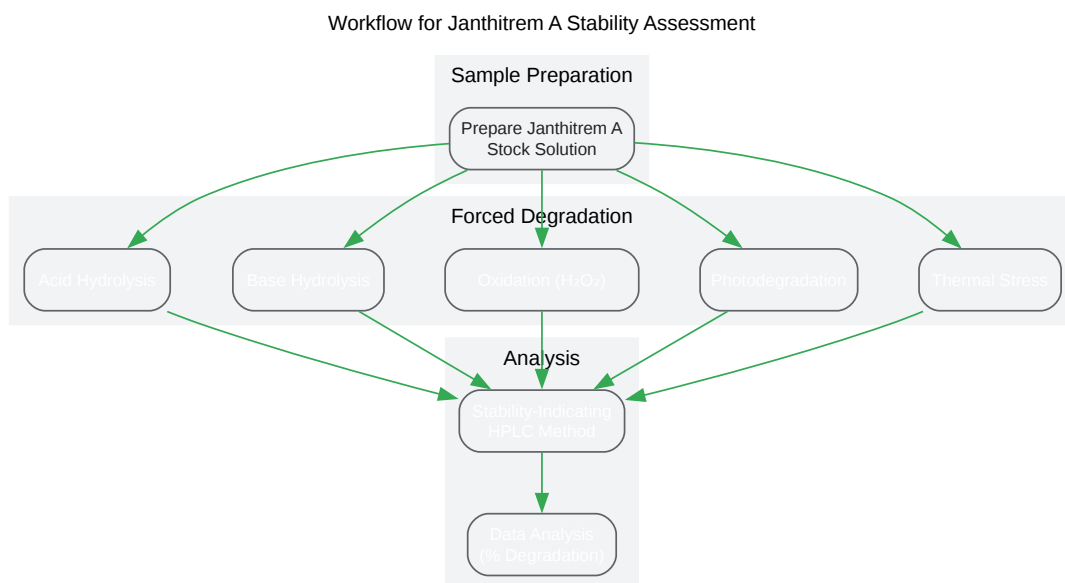 Workflow for Janthitrem A Stability Assessment
Sample Preparation
Prepare Janthitrem A
Stock Solution
Forced Degradation
Acid Hydrolysis
Base Hydrolysis
Oxidation (H₂O₂)
Photodegradation
Thermal Stress
Analysis
Stability-Indicating
HPLC Method
Data Analysis
(% Degradation)